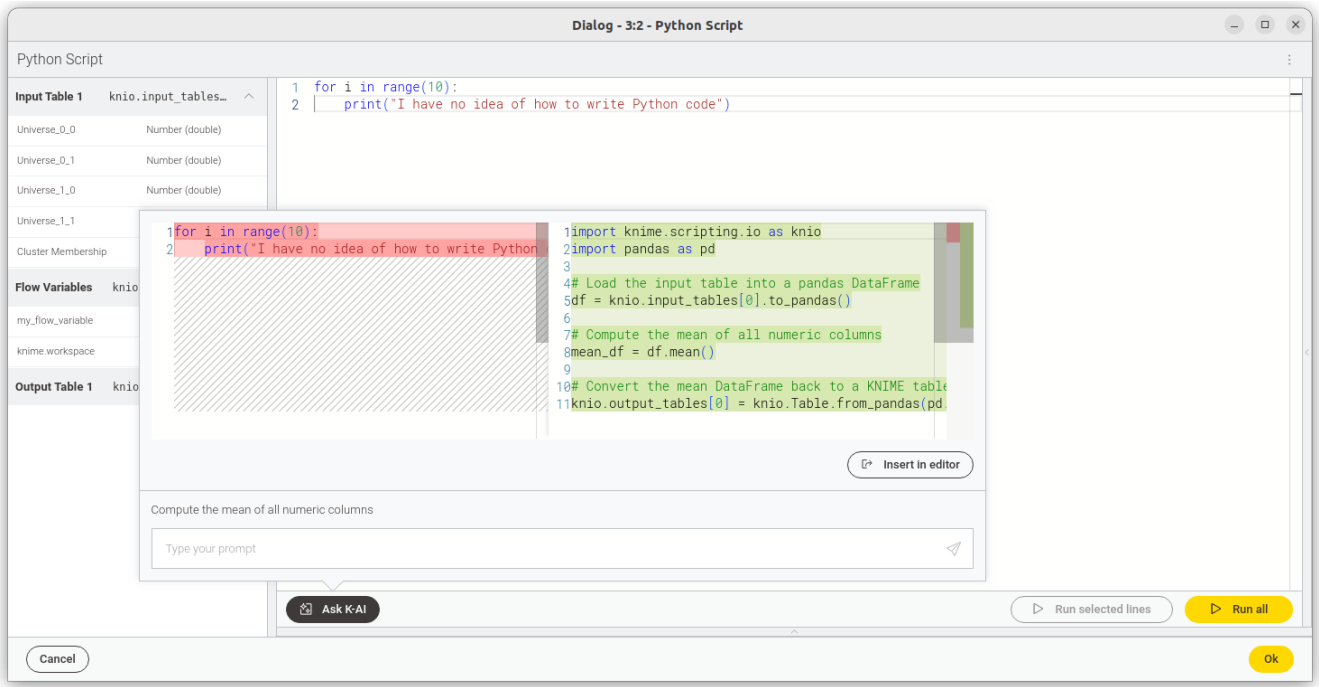 Dialog - 3:2 - Python Script
Python Script
Input Table 1 knio.input_tables…
Universe_0_0 Number (double)
Universe_0_1 Number (double)
Universe_1_0 Number (double)
Universe_1_1
Cluster Membership
Flow Variables knio
my_flow_variable
knime.workspace
Output Table 1 knio
1 for i in range(10):
2 print("I have no idea of how to write Python code")
1 for i in range(10):
2 print("I have no idea of how to write Python
1 import knime.scripting.io as knio
2 import pandas as pd
3
4 # Load the input table into a pandas DataFrame
5 df = knio.input_tables[0].to_pandas()
6
7 # Compute the mean of all numeric columns
8 mean_df = df.mean()
9
10 # Convert the mean DataFrame back to a KNIME table
11 knio.output_tables[0] = knio.Table.from_pandas(pd.
Insert in editor
Compute the mean of all numeric columns
Type your prompt
Ask K-AI
Run selected lines
Run all
Cancel
Ok